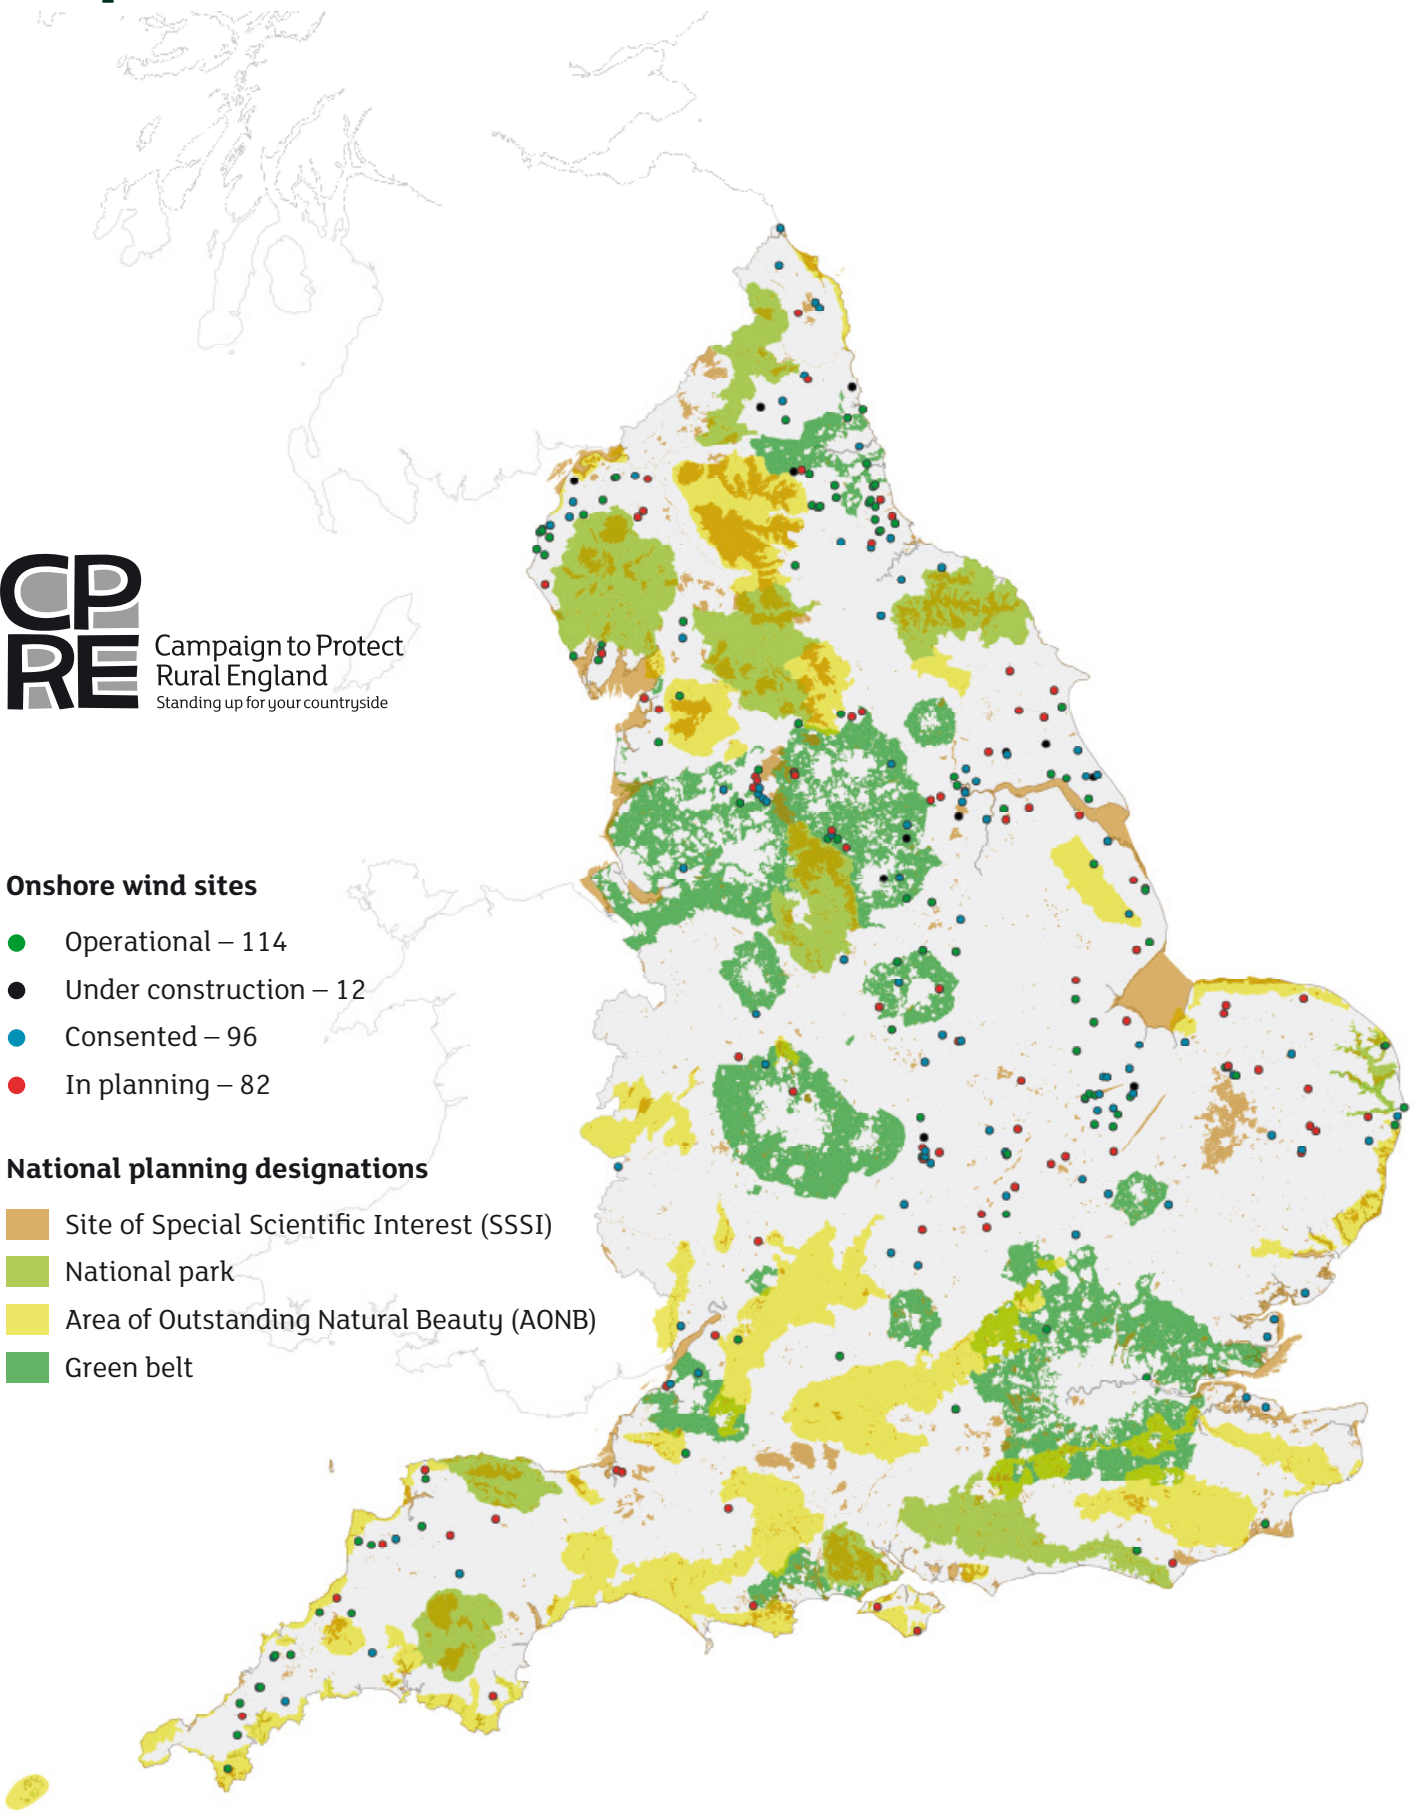 CP
RE
Campaign to Protect
Rural England
Standing up for your countryside
Onshore wind sites
Operational – 114
Under construction – 12
Consented – 96
In planning – 82
National planning designations
Site of Special Scientific Interest (SSSI)
National park
Area of Outstanding Natural Beauty (AONB)
Green belt